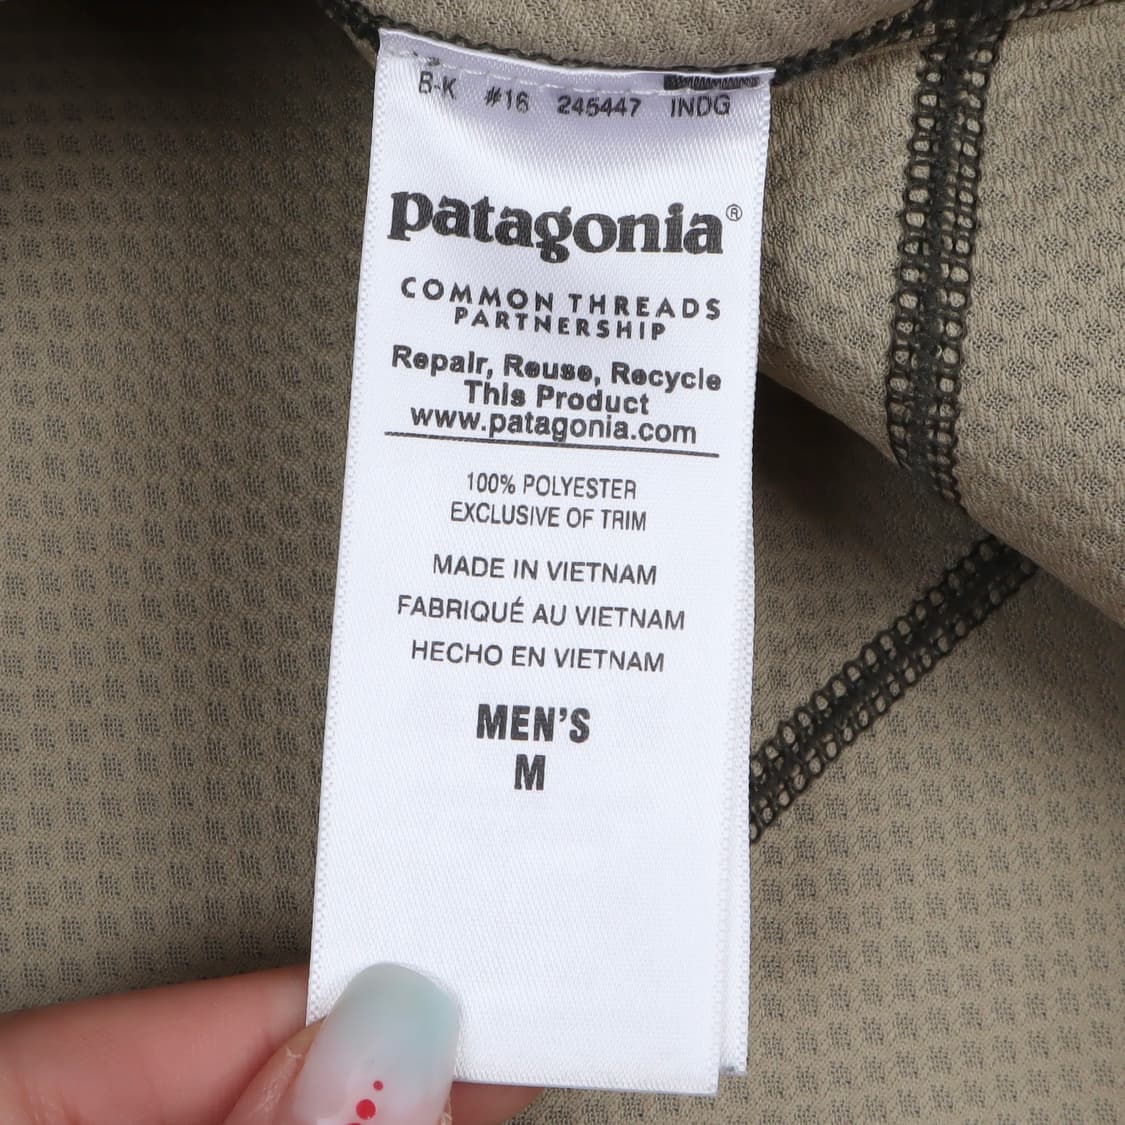 B-K #16 245447 INDG
patagonia®
COMMON THREADS
PARTNERSHIP
Repair, Reuse, Recycle
This Product
www.patagonia.com
100% POLYESTER
EXCLUSIVE OF TRIM
MADE IN VIETNAM
FABRIQUÉ AU VIETNAM
HECHO EN VIETNAM
MEN'S
M